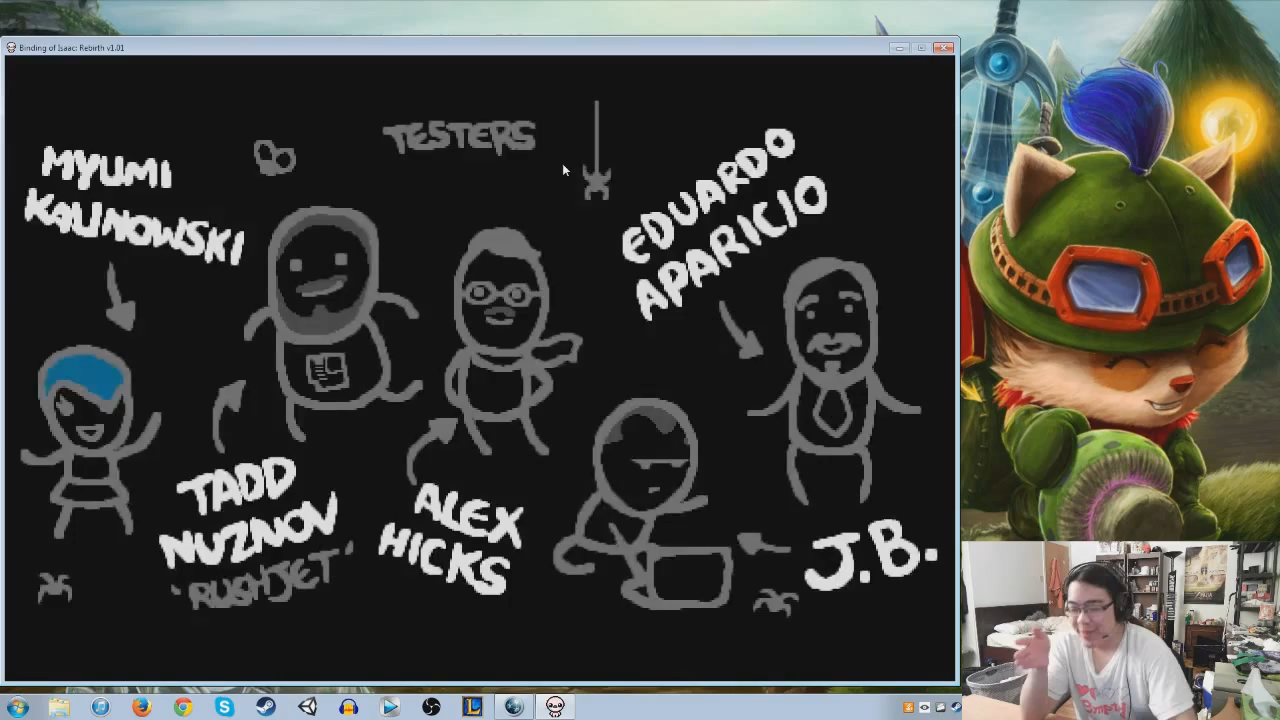 Binding of Isaac: Rebirth v1.01
TESTERS
MYUMI
KALINOWSKI
EDUARDO
APARICIO
TADD
NUZNOV
'RUSHJET'
ALEX
HICKS
J.B.